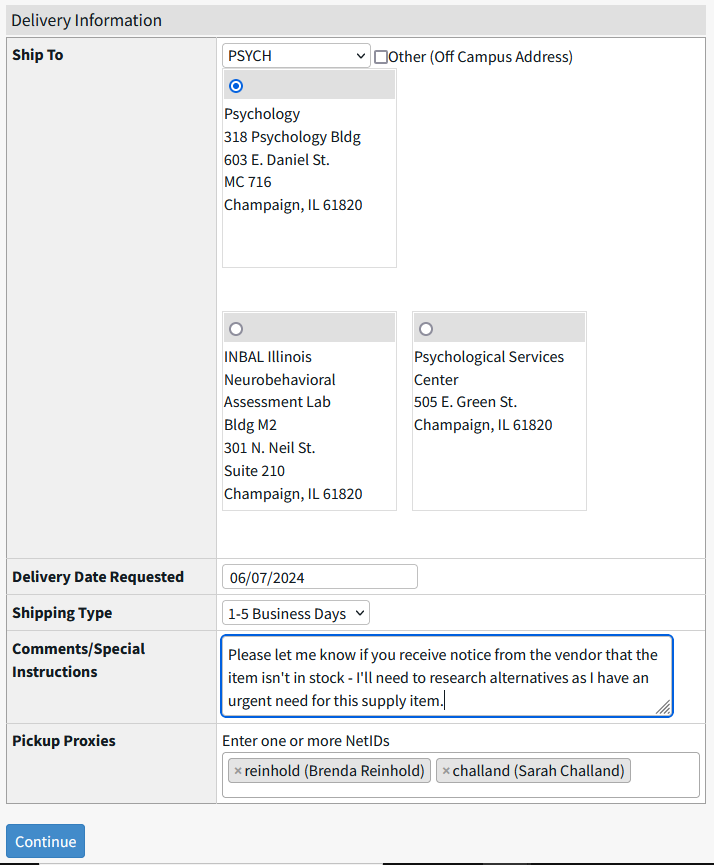 Delivery Information
Ship To
PSYCH
Other (Off Campus Address)
Psychology
318 Psychology Bldg
603 E. Daniel St.
MC 716
Champaign, IL 61820
INBAL Illinois
Neurobehavioral
Assessment Lab
Bldg M2
301 N. Neil St.
Suite 210
Champaign, IL 61820
Psychological Services
Center
505 E. Green St.
Champaign, IL 61820
Delivery Date Requested
06/07/2024
Shipping Type
1-5 Business Days
Comments/Special
Instructions
Please let me know if you receive notice from the vendor that the
item isn't in stock - I'll need to research alternatives as I have an
urgent need for this supply item.
Pickup Proxies
Enter one or more NetIDs
×reinhold (Brenda Reinhold)
×challand (Sarah Challand)
Continue